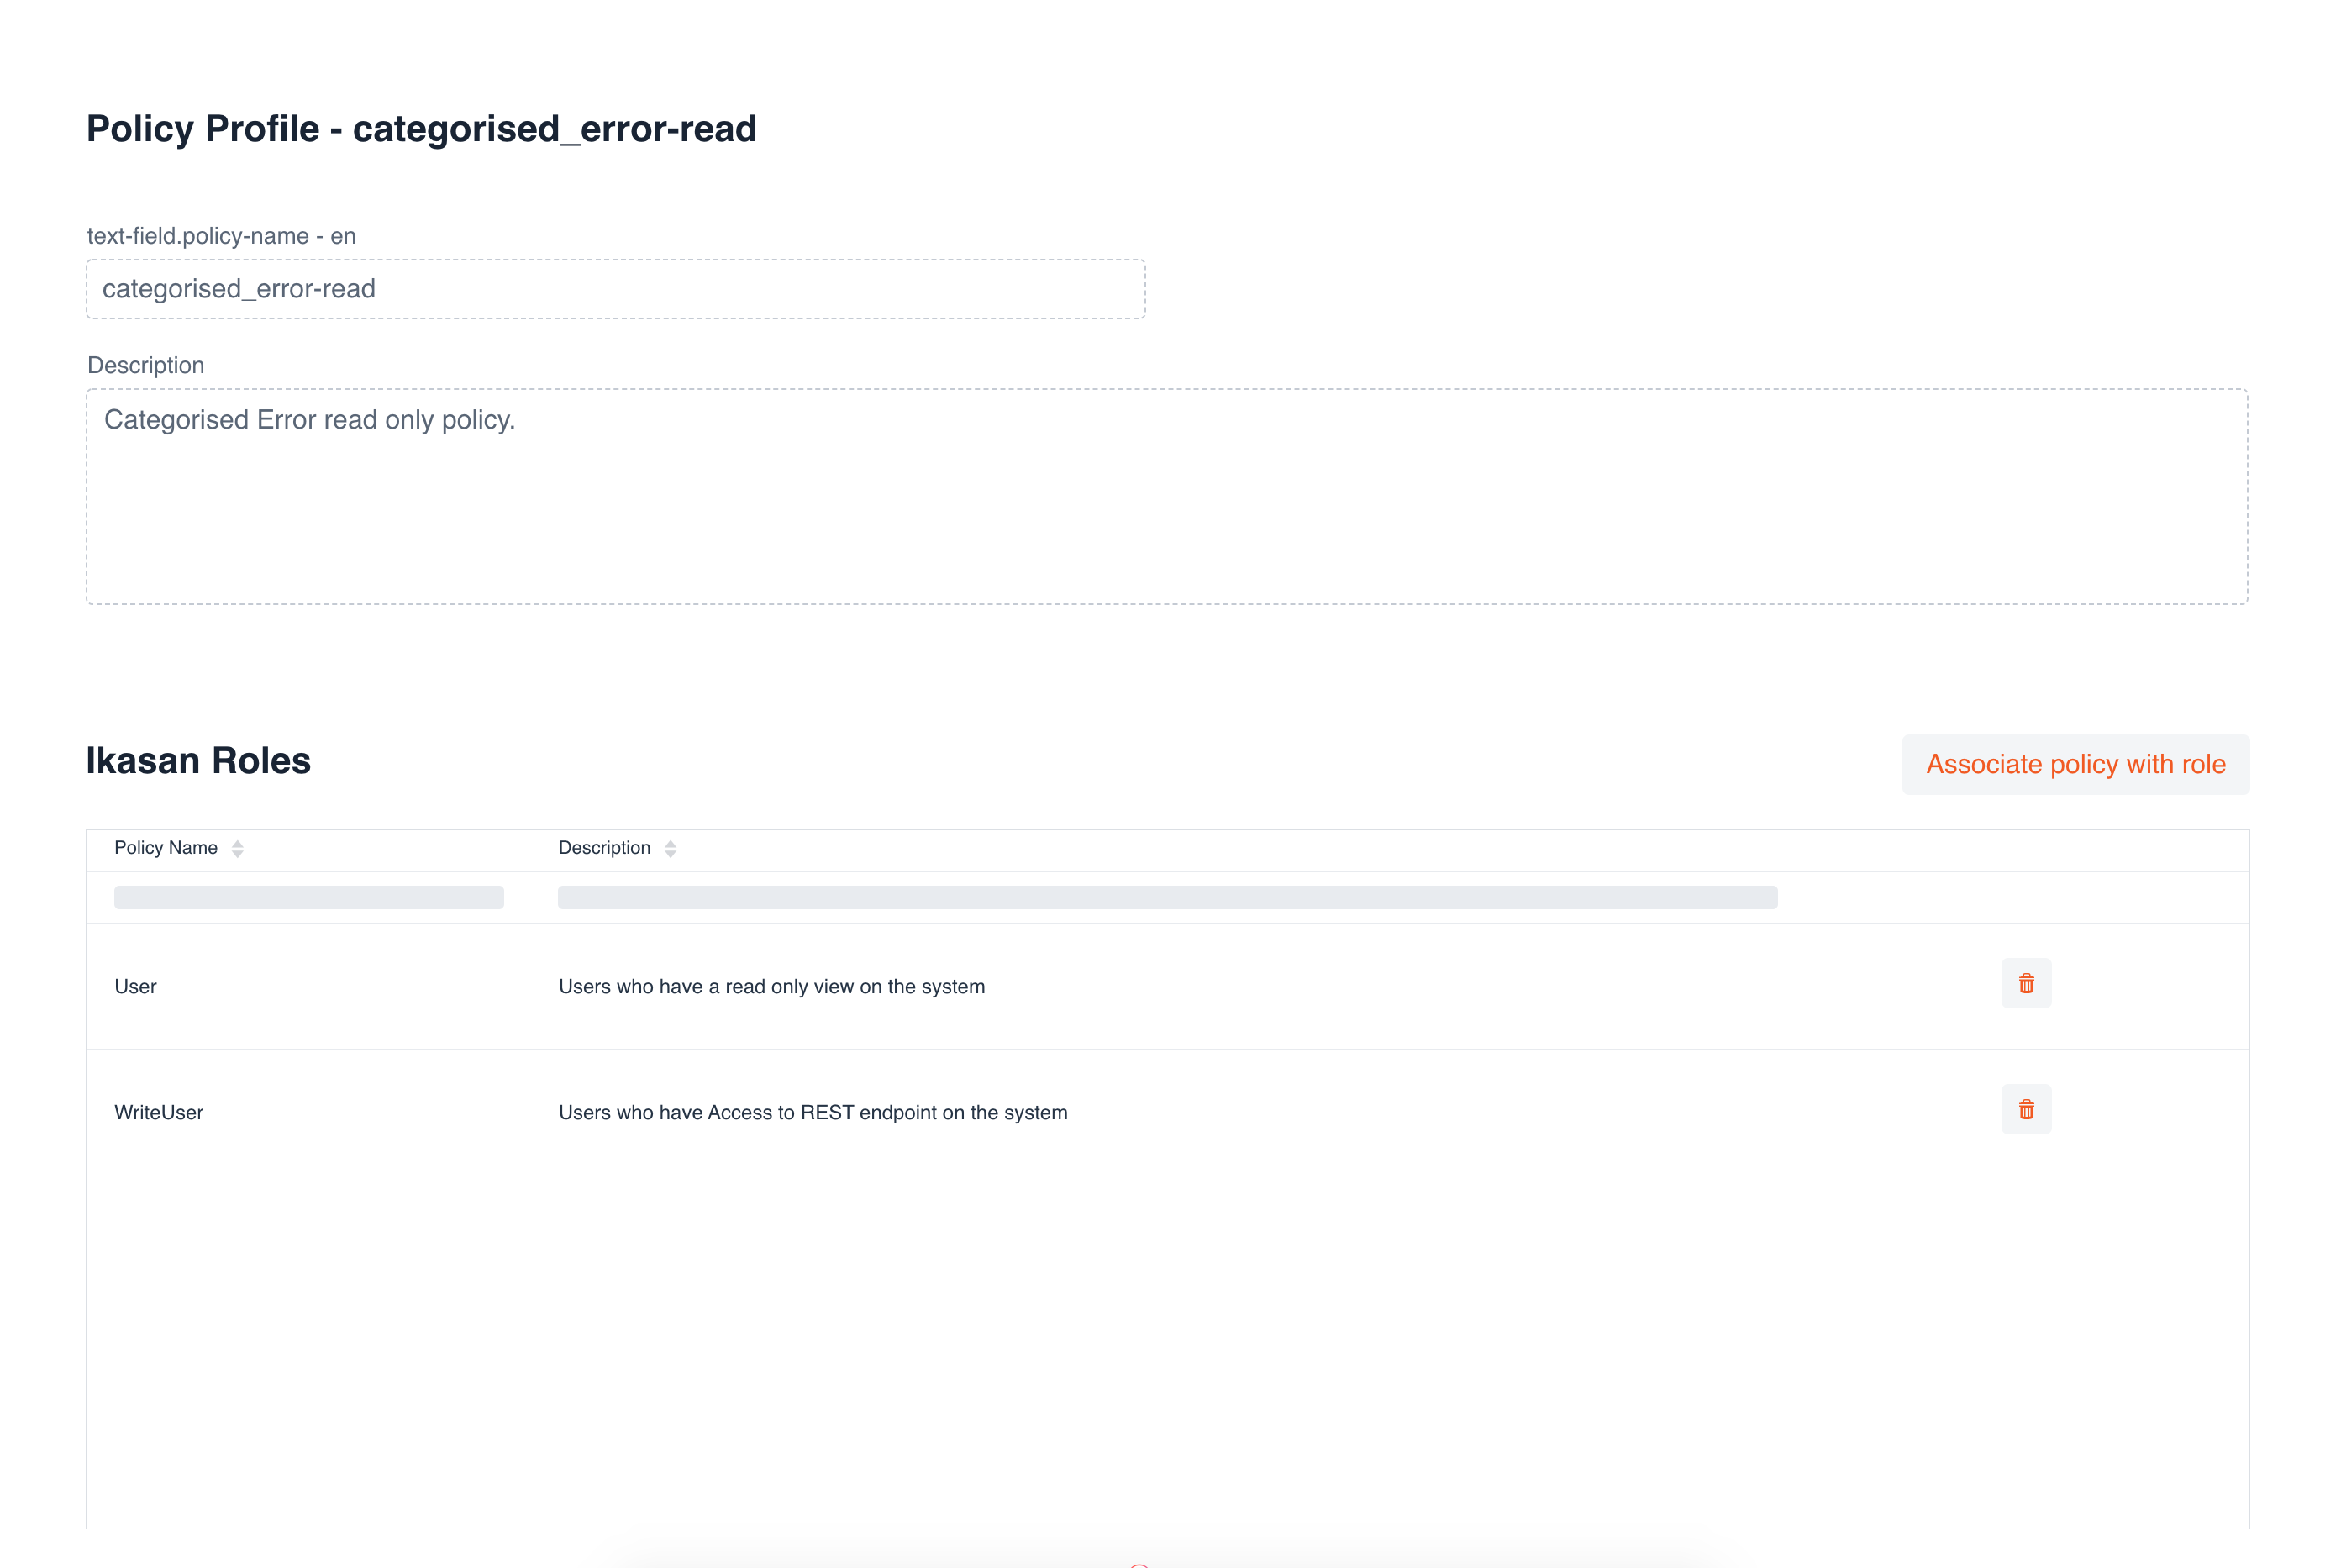 Policy Profile - categorised_error-read
text-field.policy-name - en
categorised_error-read
Description
Categorised Error read only policy.
Ikasan Roles
Associate policy with role
Policy Name Description
User Users who have a read only view on the system
WriteUser Users who have Access to REST endpoint on the system